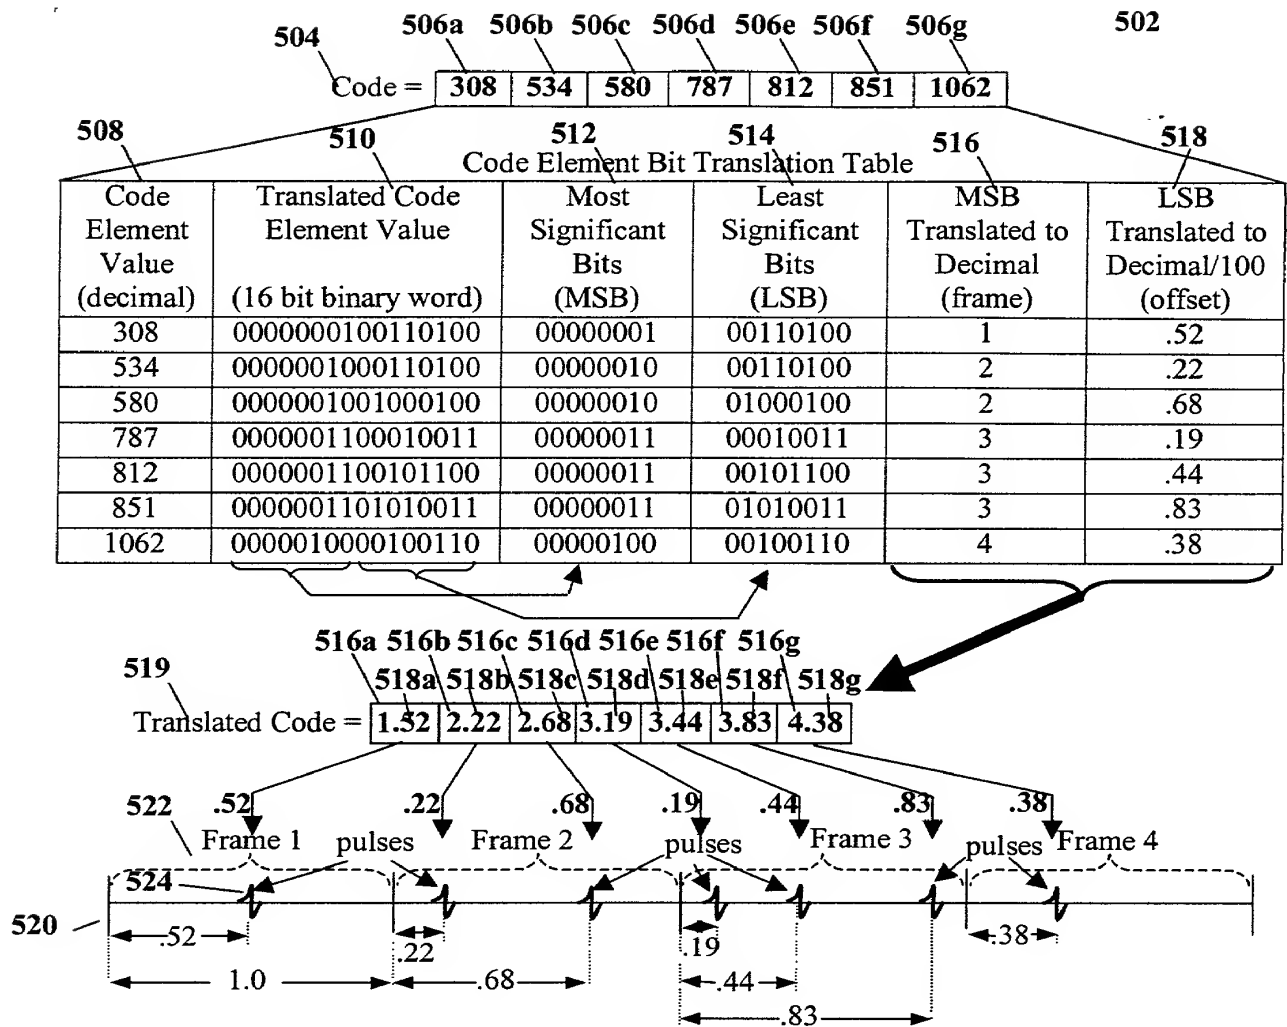 506a 506b 506c 506d 506e 506f 506g 502
504
Code = 308 534 580 787 812 851 1062
508 510 512 514 516 518
Code Element Bit Translation Table
Code Element Value (decimal)
Translated Code Element Value (16 bit binary word)
Most Significant Bits (MSB)
Least Significant Bits (LSB)
MSB Translated to Decimal (frame)
LSB Translated to Decimal/100 (offset)
308 0000000100110100 00000001 00110100 1 .52
534 0000001000110100 00000010 00110100 2 .22
580 0000001001000100 00000010 01000100 2 .68
787 0000001100010011 00000011 00010011 3 .19
812 0000001100101100 00000011 00101100 3 .44
851 0000001101010011 00000011 01010011 3 .83
1062 0000010000100110 00000100 00100110 4 .38
516a 516b 516c 516d 516e 516f 516g
519
518a 518b 518c 518d 518e 518f 518g
Translated Code = 1.52 2.22 2.68 3.19 3.44 3.83 4.38
522 .52 .22 .68 .19 .44 .83 .38
Frame 1 pulses Frame 2 pulses Frame 3 pulses Frame 4
524
520
.52 .22 .19 .38
1.0 .68 .44
.83